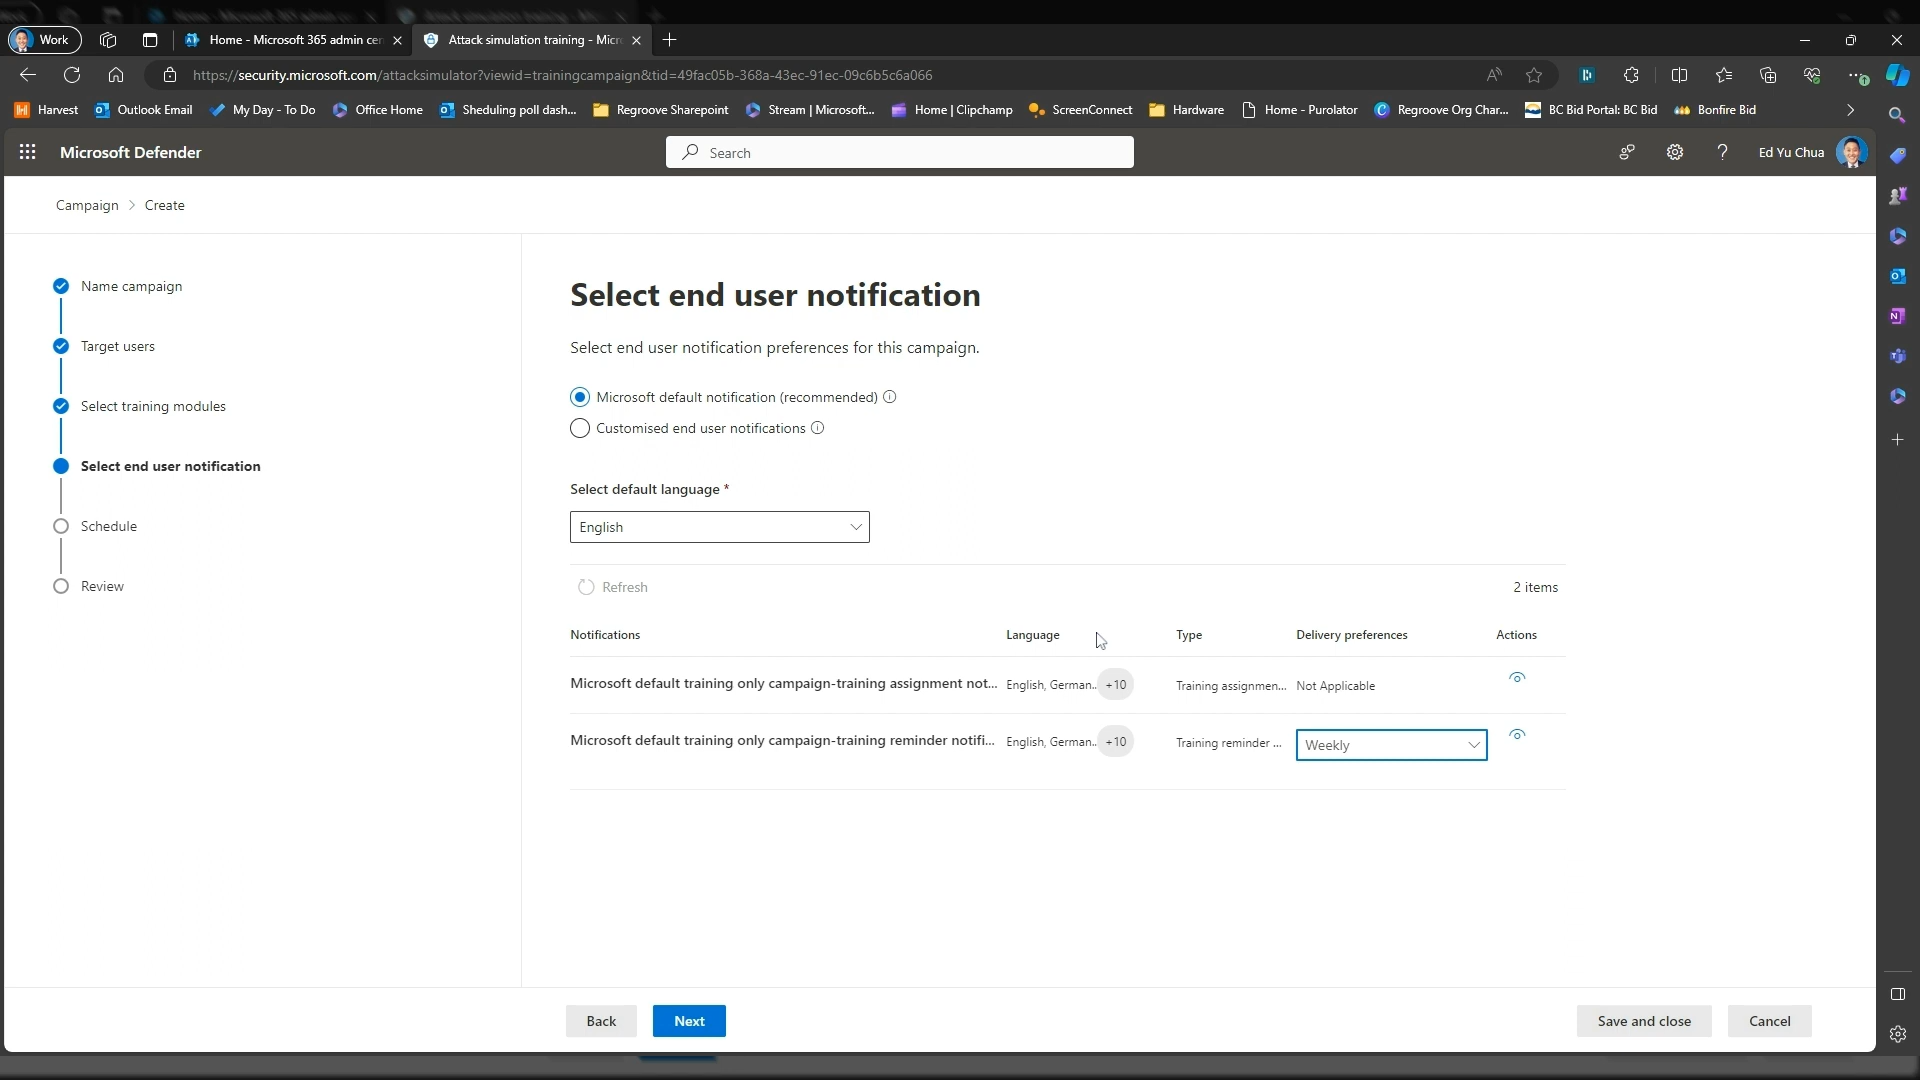 Work
Home - Microsoft 365 admin cen
Attack simulation training - Micr
https://security.microsoft.com/attacksimulator?viewid=trainingcampaign&tid=49fac05b-368a-43ec-91ec-09c6b5c6a066
Harvest
Outlook Email
My Day - To Do
Office Home
Sheduling poll dash...
Regroove Sharepoint
Stream | Microsoft...
Home | Clipchamp
ScreenConnect
Hardware
Home - Purolator
Regroove Org Char...
BC Bid Portal: BC Bid
Bonfire Bid
Microsoft Defender
Search
Ed Yu Chua
Campaign > Create
Name campaign
Target users
Select training modules
Select end user notification
Schedule
Review
Select end user notification
Select end user notification preferences for this campaign.
Microsoft default notification (recommended)
Customised end user notifications
Select default language *
English
Refresh
2 items
Notifications Language Type Delivery preferences Actions
Microsoft default training only campaign-training assignment not... English, German.. +10 Training assignmen... Not Applicable
Microsoft default training only campaign-training reminder notifi... English, German.. +10 Training reminder ... Weekly
Back
Next
Save and close
Cancel